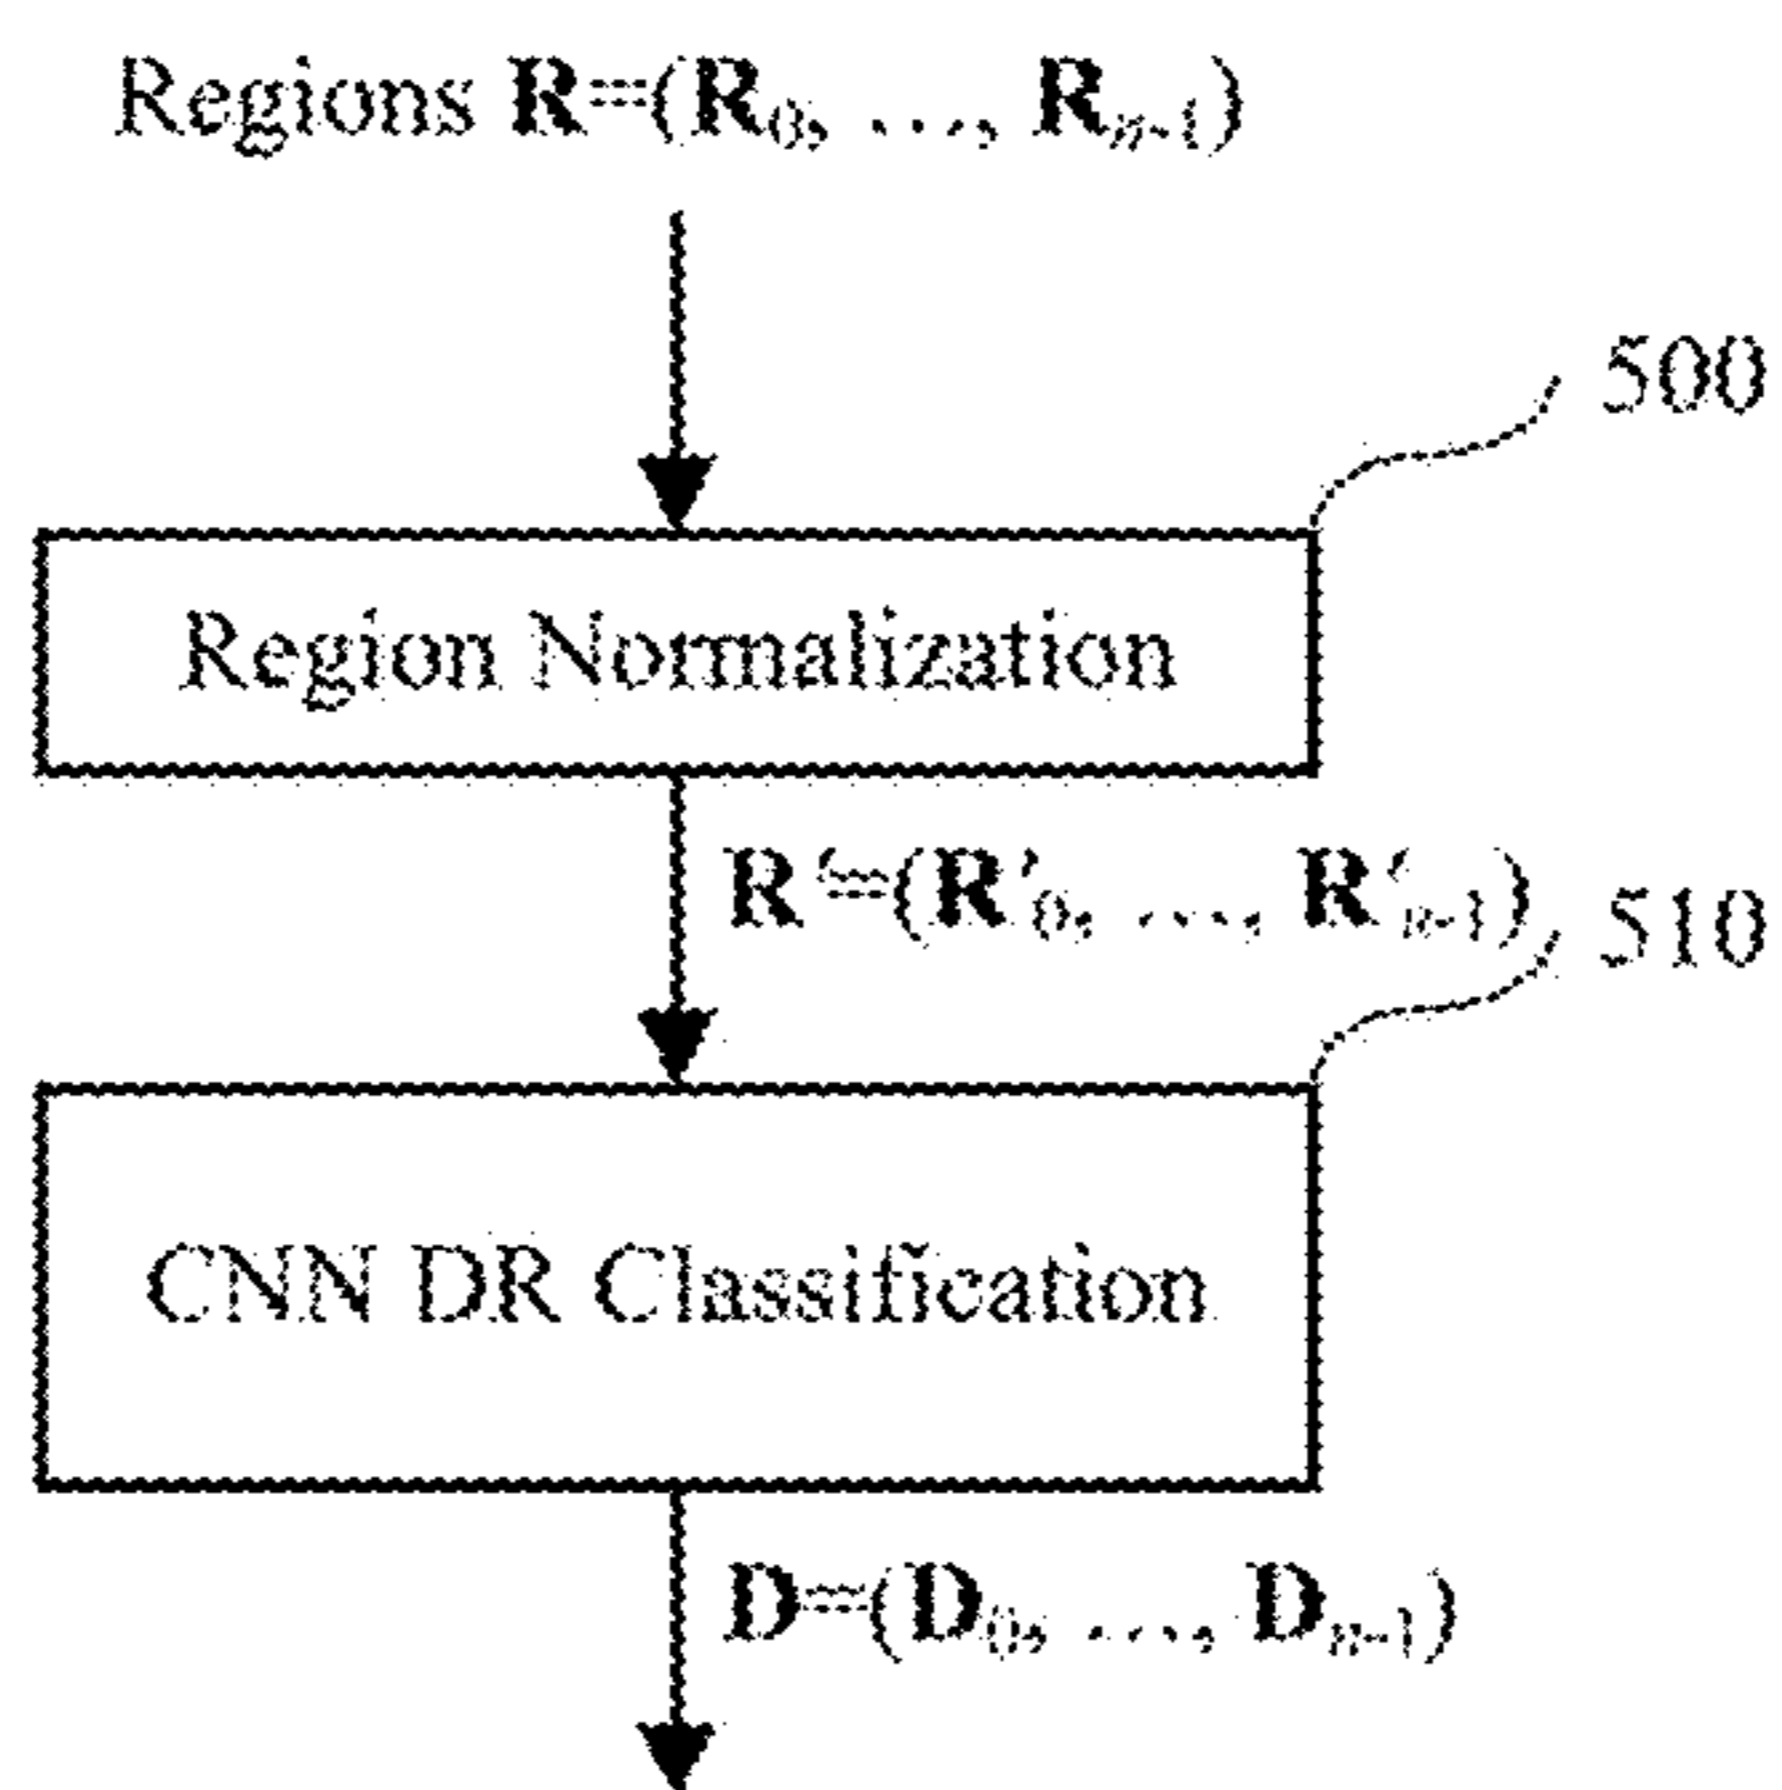 Regions R=(R0, ..., Rn-1)
500
Region Normalization
R'=(R'0, ..., R'n-1)
510
CNN DR Classification
D=(D0, ..., Dn-1)